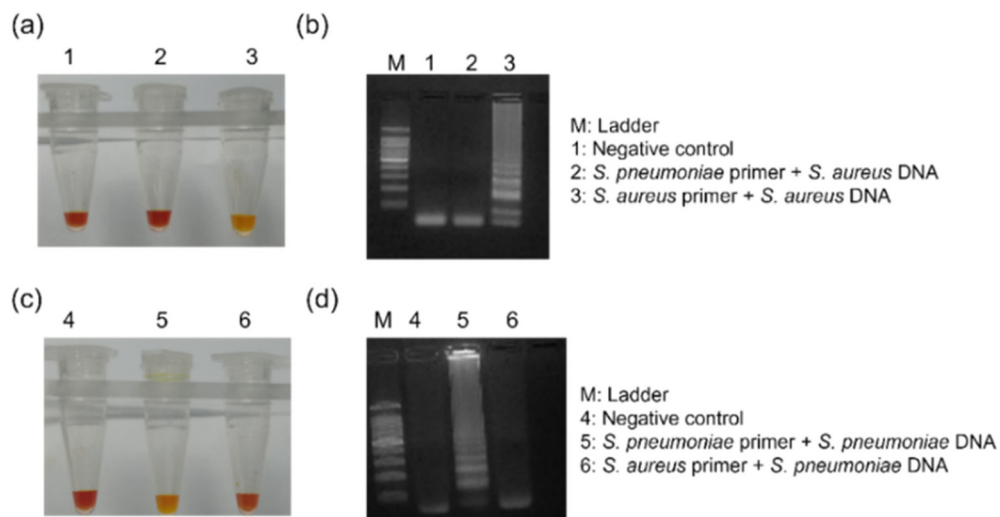 (a)
1 2 3
(b)
M 1 2 3
M: Ladder
1: Negative control
2: S. pneumoniae primer + S. aureus DNA
3: S. aureus primer + S. aureus DNA
(c)
4 5 6
(d)
M 4 5 6
M: Ladder
4: Negative control
5: S. pneumoniae primer + S. pneumoniae DNA
6: S. aureus primer + S. pneumoniae DNA